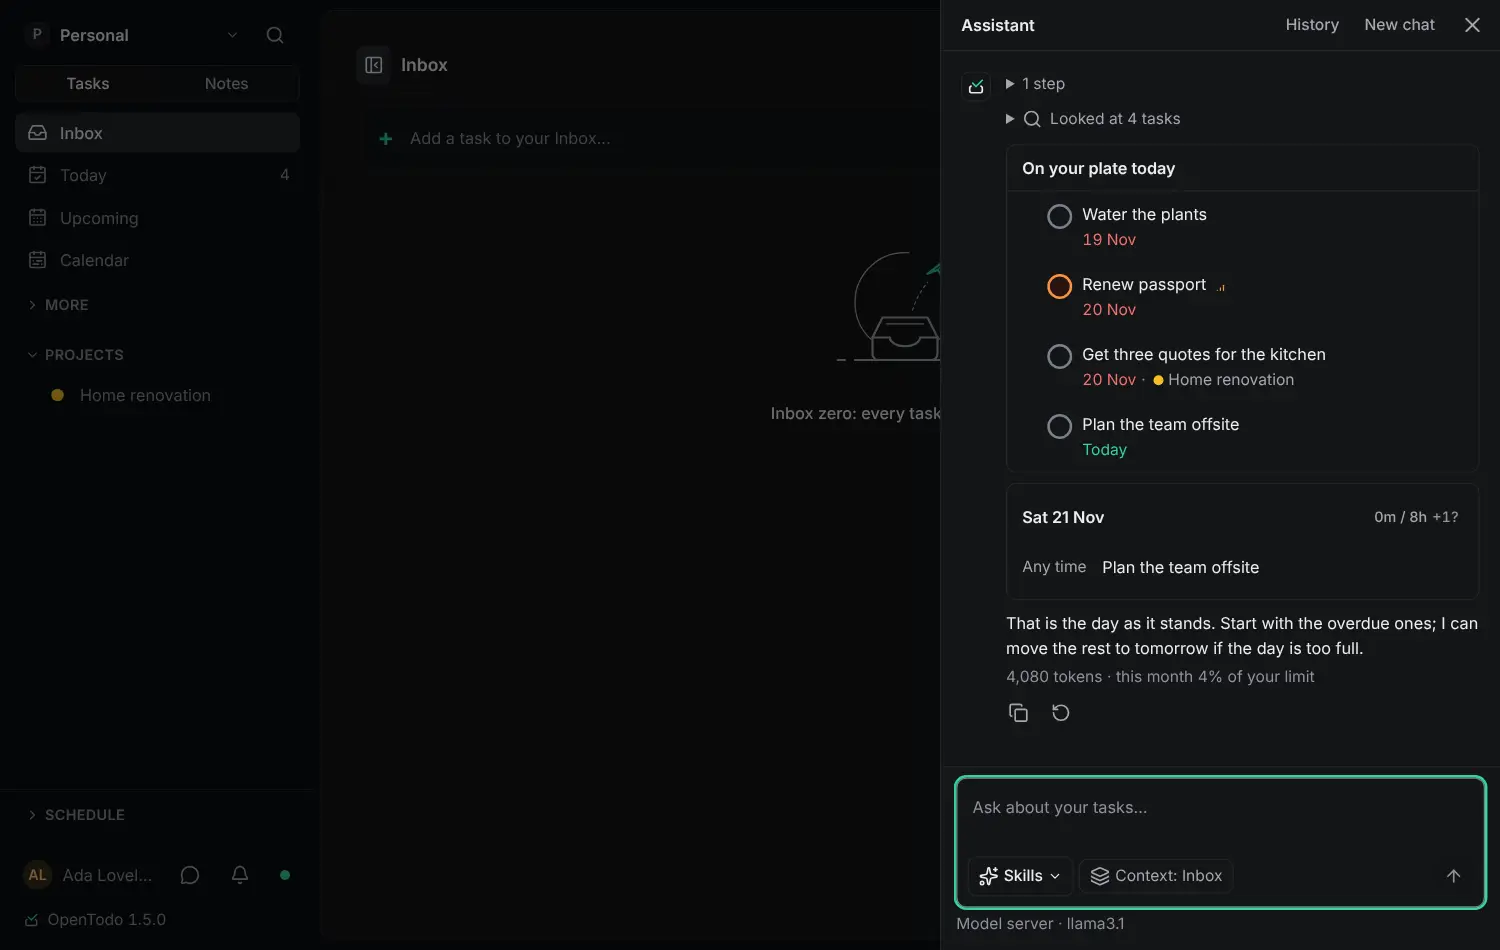 P Personal
Tasks Notes
Inbox
Today 4
Upcoming
Calendar
MORE
PROJECTS
Home renovation
SCHEDULE
AL Ada Lovel...
OpenTodo 1.5.0
Inbox
Add a task to your Inbox...
Inbox zero: every task
Assistant History New chat
1 step
Looked at 4 tasks
On your plate today
Water the plants
19 Nov
Renew passport
20 Nov
Get three quotes for the kitchen
20 Nov · Home renovation
Plan the team offsite
Today
Sat 21 Nov 0m / 8h +1?
Any time Plan the team offsite
That is the day as it stands. Start with the overdue ones; I can
move the rest to tomorrow if the day is too full.
4,080 tokens · this month 4% of your limit
Ask about your tasks...
Skills Context: Inbox
Model server · llama3.1